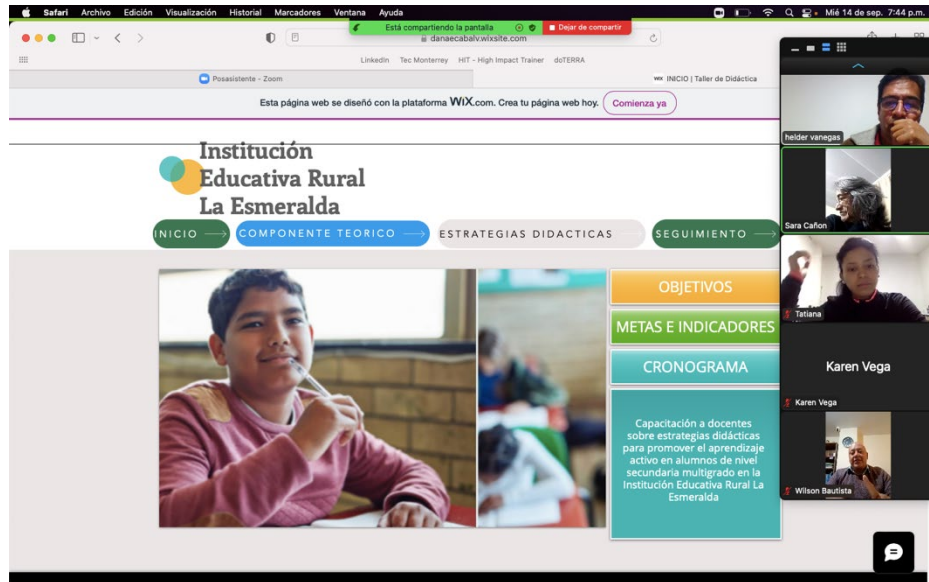 Safari Archivo Edición Visualización Historial Marcadores Ventana Ayuda
Mié 14 de sep. 7:44 p.m.
Está compartiendo la pantalla
Dejar de compartir
danaecabalv.wixsite.com
LinkedIn Tec Monterrey HIT - High Impact Trainer doTERRA
Posasistente - Zoom
WIX INICIO | Taller de Didáctica
Esta página web se diseñó con la plataforma WiX.com. Crea tu página web hoy. Comienza ya
Institución
Educativa Rural
La Esmeralda
INICIO
COMPONENTE TEORICO
ESTRATEGIAS DIDACTICAS
SEGUIMIENTO
OBJETIVOS
METAS E INDICADORES
CRONOGRAMA
Capacitación a docentes
sobre estrategias didácticas
para promover el aprendizaje
activo en alumnos de nivel
secundaria multigrado en la
Institución Educativa Rural La
Esmeralda
helder vanegas
Sara Cañon
Tatiana
Karen Vega
Karen Vega
Wilson Bautista